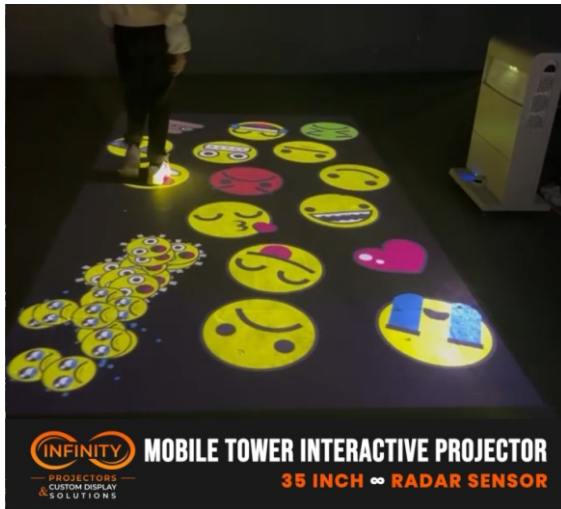 INFINITY
PROJECTORS
& CUSTOM DISPLAY
SOLUTIONS
MOBILE TOWER INTERACTIVE PROJECTOR
35 INCH ∞ RADAR SENSOR